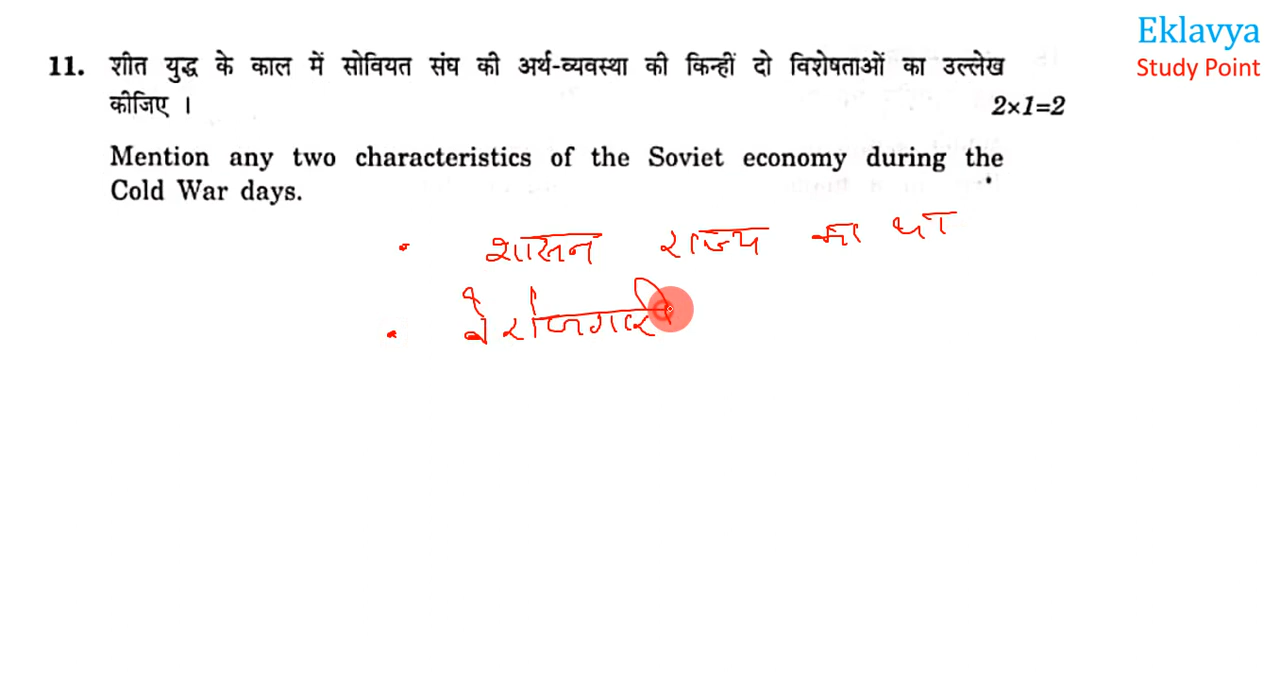 Eklavya
Study Point
11. शीत युद्ध के काल में सोवियत संघ की अर्थ-व्यवस्था की किन्हीं दो विशेषताओं का उल्लेख
कीजिए । 2×1=2
Mention any two characteristics of the Soviet economy during the
Cold War days.
• शासन राज्य का था
• बेरोजगारी